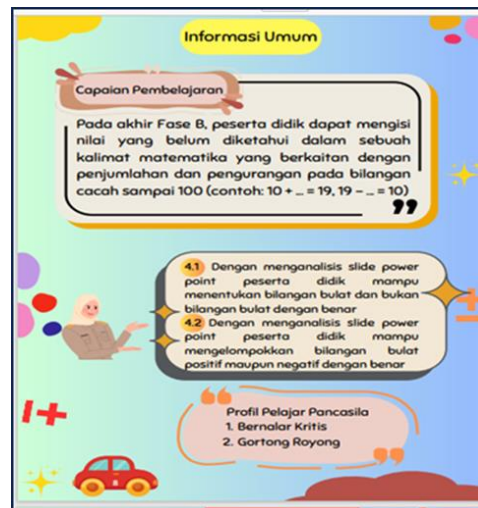 Informasi Umum
Capaian Pembelajaran
Pada akhir Fase B, peserta didik dapat mengisi
nilai yang belum diketahui dalam sebuah
kalimat matematika yang berkaitan dengan
penjumlahan dan pengurangan pada bilangan
cacah sampai 100 (contoh: 10 + ... = 19, 19 - ... = 10)
4.1 Dengan menganalisis slide power
point peserta didik mampu
menentukan bilangan bulat dan bukan
bilangan bulat dengan benar
4.2 Dengan menganalisis slide power
point peserta didik mampu
mengelompokkan bilangan bulat
positif maupun negatif dengan benar
Profil Pelajar Pancasila
1. Bernalar Kritis
2. Gortong Royong